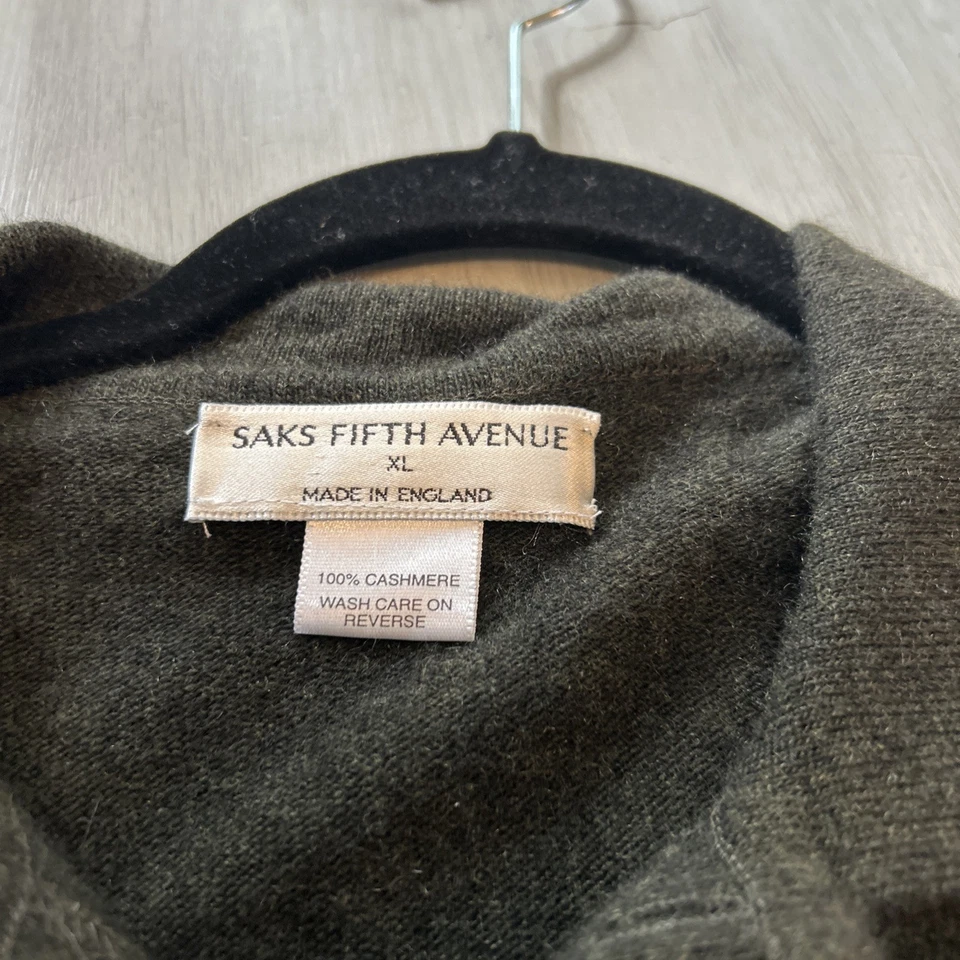 SAKS FIFTH AVENUE
XL
MADE IN ENGLAND
100% CASHMERE
WASH CARE ON
REVERSE